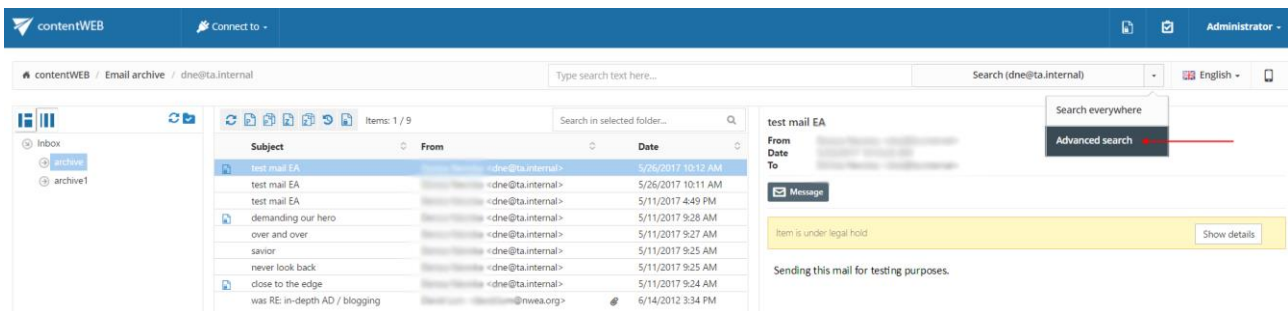 contentWEB
Connect to
Administrator
contentWEB / Email archive / dne@ta.internal
Type search text here...
Search (dne@ta.internal)
English
Search everywhere
Advanced search
Items: 1 / 9
Search in selected folder...
Inbox
archive
archive1
Subject From Date
test mail EA <dne@ta.internal> 5/26/2017 10:12 AM
test mail EA <dne@ta.internal> 5/26/2017 10:11 AM
test mail EA <dne@ta.internal> 5/11/2017 4:49 PM
demanding our hero <dne@ta.internal> 5/11/2017 9:28 AM
over and over <dne@ta.internal> 5/11/2017 9:27 AM
savior <dne@ta.internal> 5/11/2017 9:25 AM
never look back <dne@ta.internal> 5/11/2017 9:25 AM
close to the edge <dne@ta.internal> 5/11/2017 9:24 AM
was RE: in-depth AD / blogging @nwea.org> 6/14/2012 3:34 PM
test mail EA
From
Date
To
Message
Item is under legal hold
Show details
Sending this mail for testing purposes.